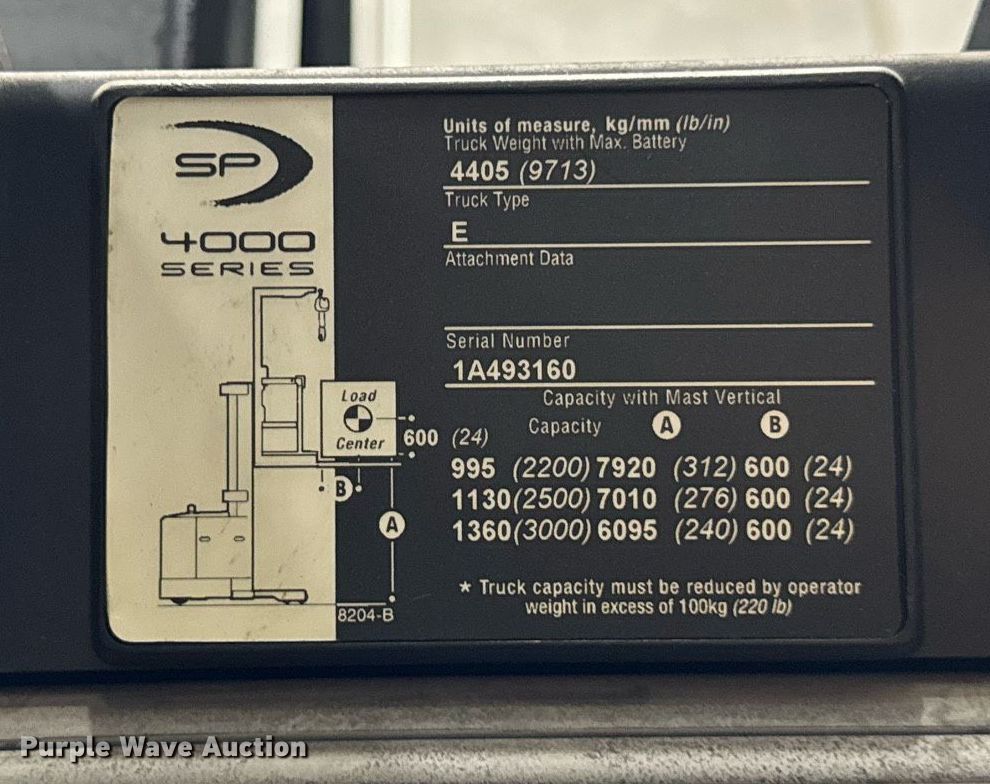 SP
4000
SERIES
Load
Center
600 (24)
B
A
8204-B
Units of measure, kg/mm (lb/in)
Truck Weight with Max. Battery
4405 (9713)
Truck Type
E
Attachment Data
Serial Number
1A493160
Capacity with Mast Vertical
Capacity A B
995 (2200) 7920 (312) 600 (24)
1130 (2500) 7010 (276) 600 (24)
1360 (3000) 6095 (240) 600 (24)
* Truck capacity must be reduced by operator
weight in excess of 100kg (220 lb)
Purple Wave Auction